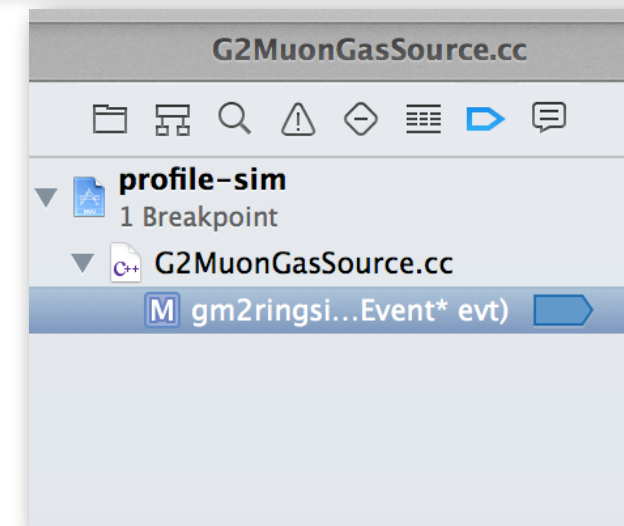 G2MuonGasSource.cc
profile-sim
1 Breakpoint
C++ G2MuonGasSource.cc
M gm2ringsi...Event* evt)